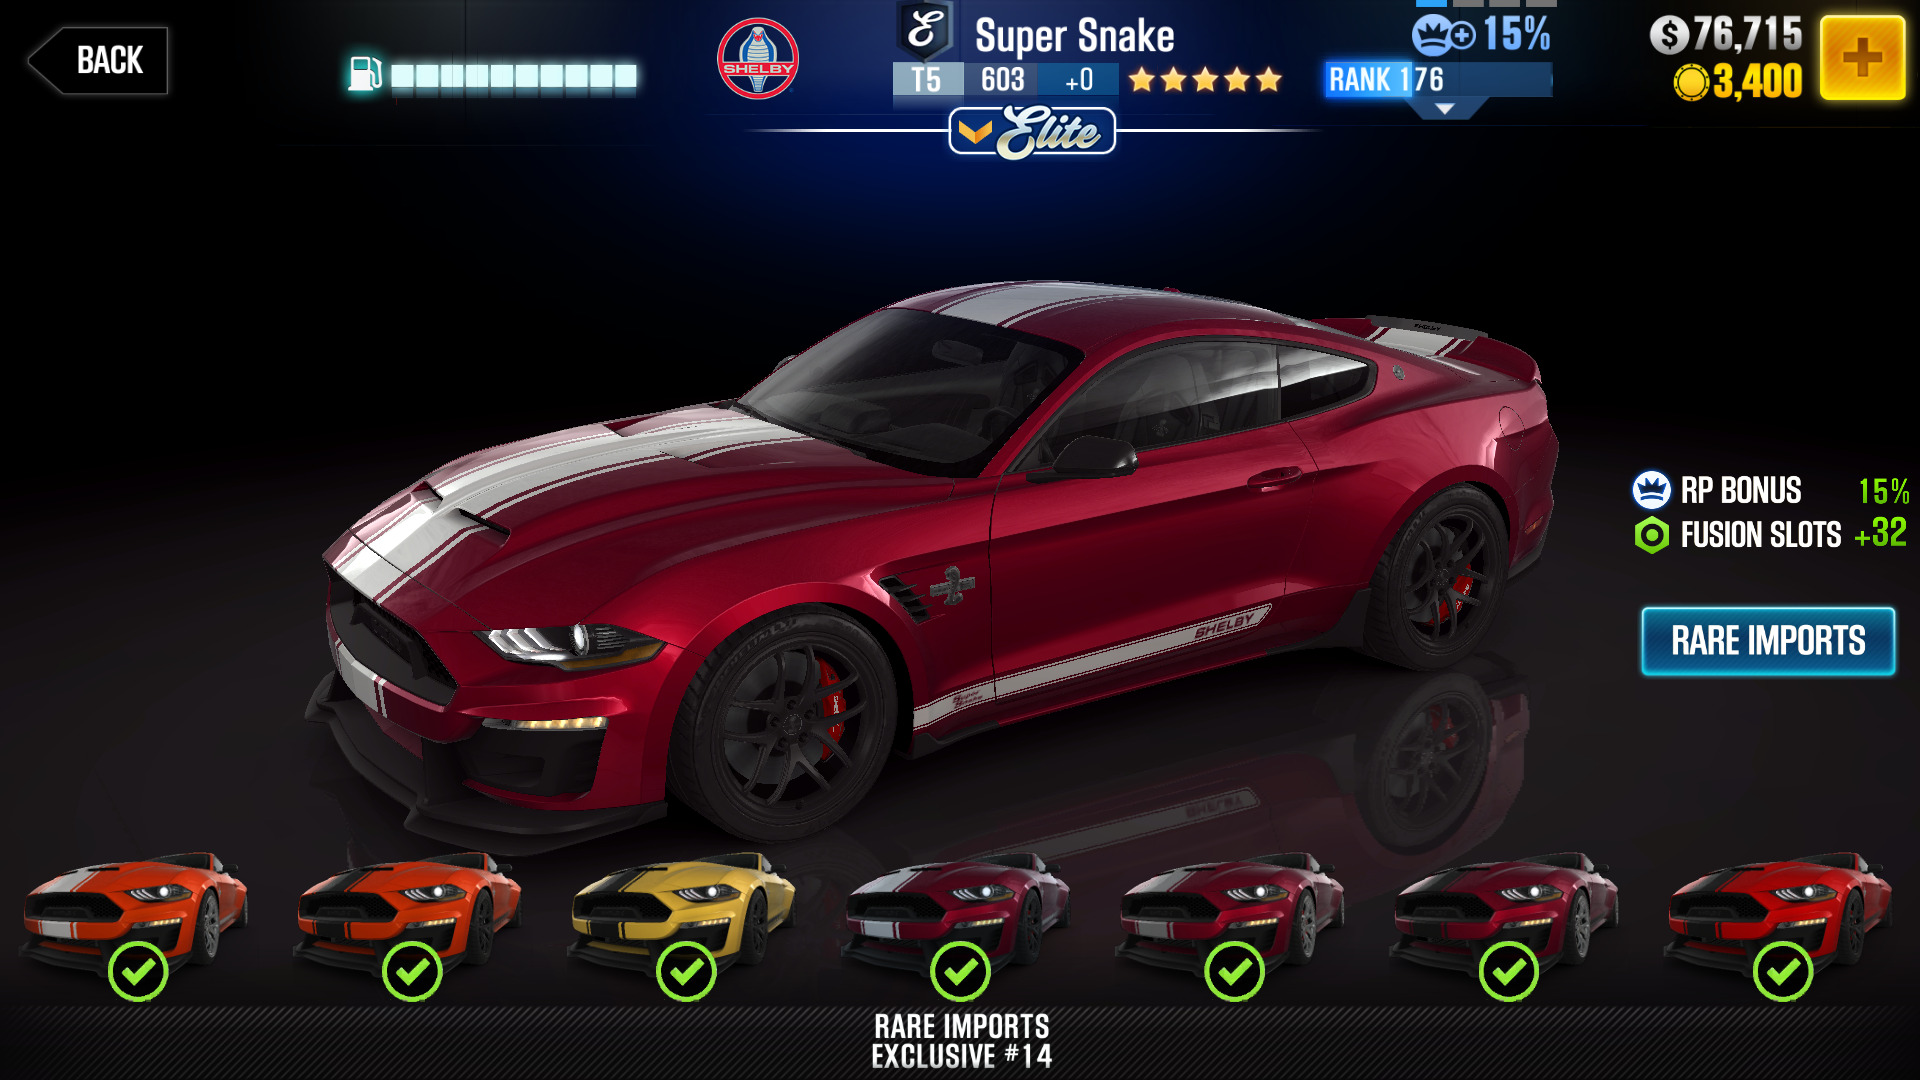 BACK
SHELBY
Super Snake
T5 603 +0
Elite
15%
RANK 176
$ 76,715
3,400
SHELBY
RP BONUS 15%
FUSION SLOTS +32
RARE IMPORTS
RARE IMPORTS
EXCLUSIVE #14